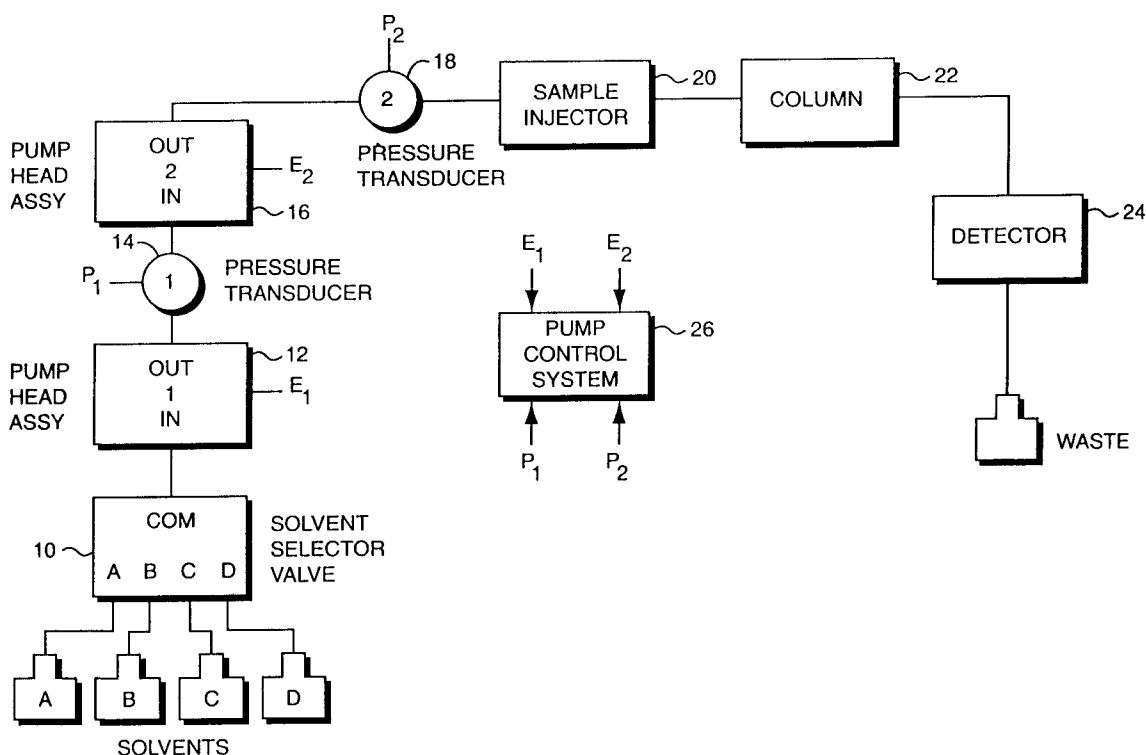 P2
18
2
PRESSURE
TRANSDUCER
SAMPLE
INJECTOR
20
COLUMN
22
PUMP
HEAD
ASSY
OUT
2
IN
E2
16
DETECTOR
24
14
P1
1
PRESSURE
TRANSDUCER
E1
E2
PUMP
CONTROL
SYSTEM
26
P1
P2
PUMP
HEAD
ASSY
OUT
1
IN
12
E1
WASTE
COM
A B C D
10
SOLVENT
SELECTOR
VALVE
A
B
C
D
SOLVENTS